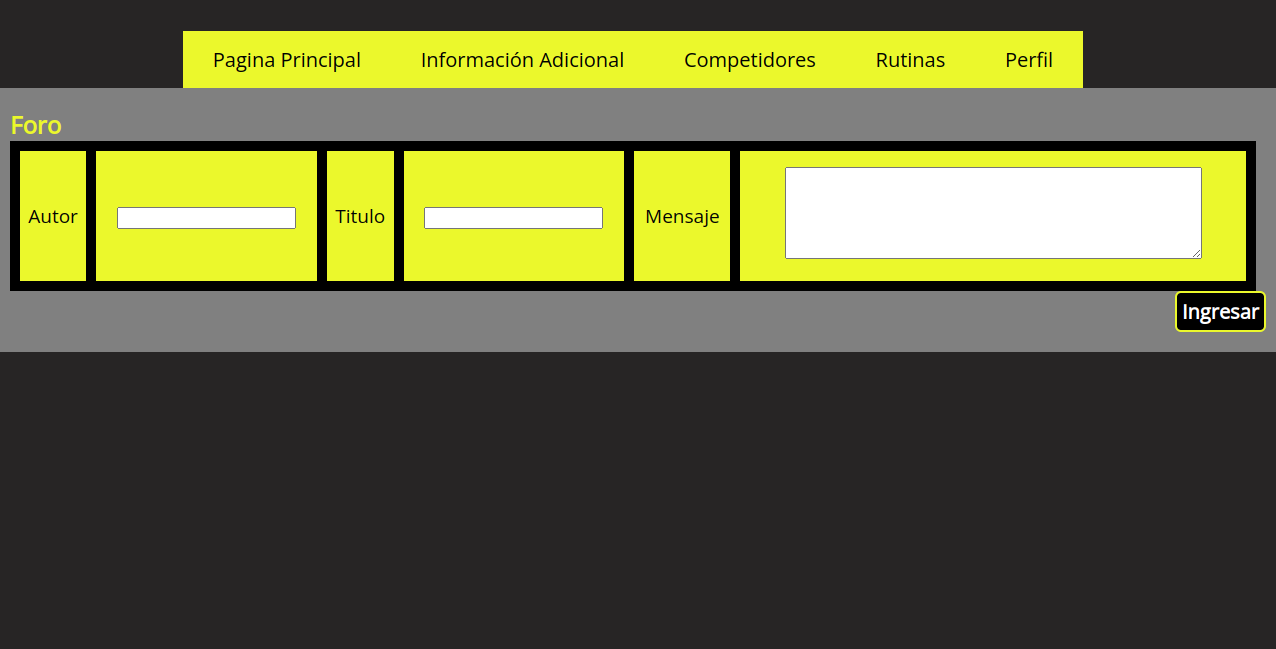 Pagina Principal Información Adicional Competidores Rutinas Perfil
Foro
Autor Titulo Mensaje
Ingresar